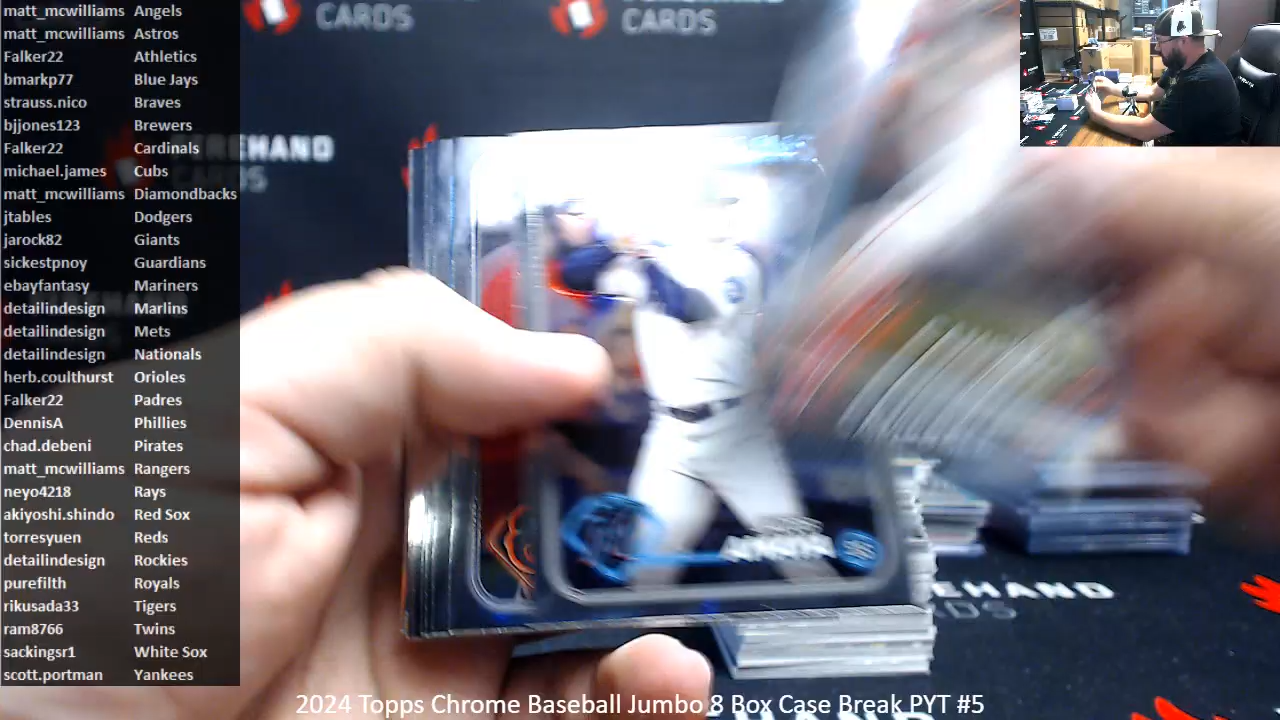 matt_mcwilliams Angels
matt_mcwilliams Astros
Falker22 Athletics
bmarkp77 Blue Jays
strauss.nico Braves
bjjones123 Brewers
Falker22 Cardinals
michael.james Cubs
matt_mcwilliams Diamondbacks
jtables Dodgers
jarock82 Giants
sickestpnoy Guardians
ebayfantasy Mariners
detailindesign Marlins
detailindesign Mets
detailindesign Nationals
herb.coulthurst Orioles
Falker22 Padres
DennisA Phillies
chad.debeni Pirates
matt_mcwilliams Rangers
neyo4218 Rays
akiyoshi.shindo Red Sox
torresyuen Reds
detailindesign Rockies
purefilth Royals
rikusada33 Tigers
ram8766 Twins
sackingsr1 White Sox
scott.portman Yankees
CARDS
CARDS
2024 Topps Chrome Baseball Jumbo 8 Box Case Break PYT #5